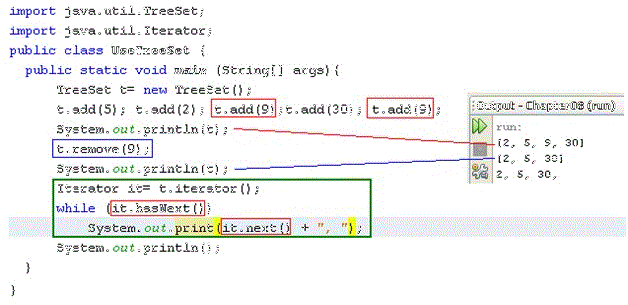 import java.util.TreeSet;
import java.util.Iterator;
public class UseTreeSet {
public static void main (String[] args){
TreeSet t= new TreeSet();
t.add(5); t.add(2); t.add(9);t.add(30); t.add(9);
System.out.println(t);
t.remove(9);
System.out.println(t);
Iterator it= t.iterator();
while (it.hasNext())
System.out.print(it.next() + ", ");
System.out.println();
}
}
Output - Chapter08 (run)
run:
[2, 5, 9, 30]
[2, 5, 30]
2, 5, 30,